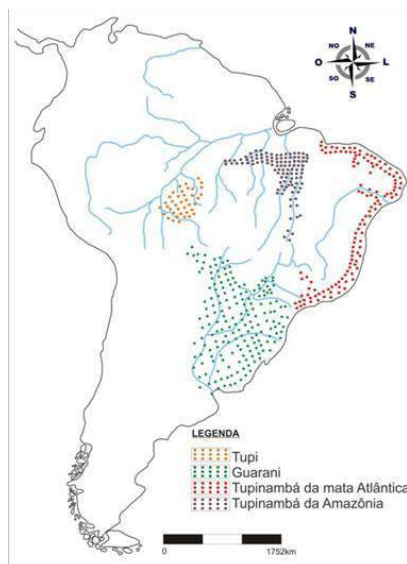 N
NO NE
O L
SO SE
S
LEGENDA
Tupi
Guarani
Tupinambá da mata Atlântica
Tupinambá da Amazônia
0 1752km